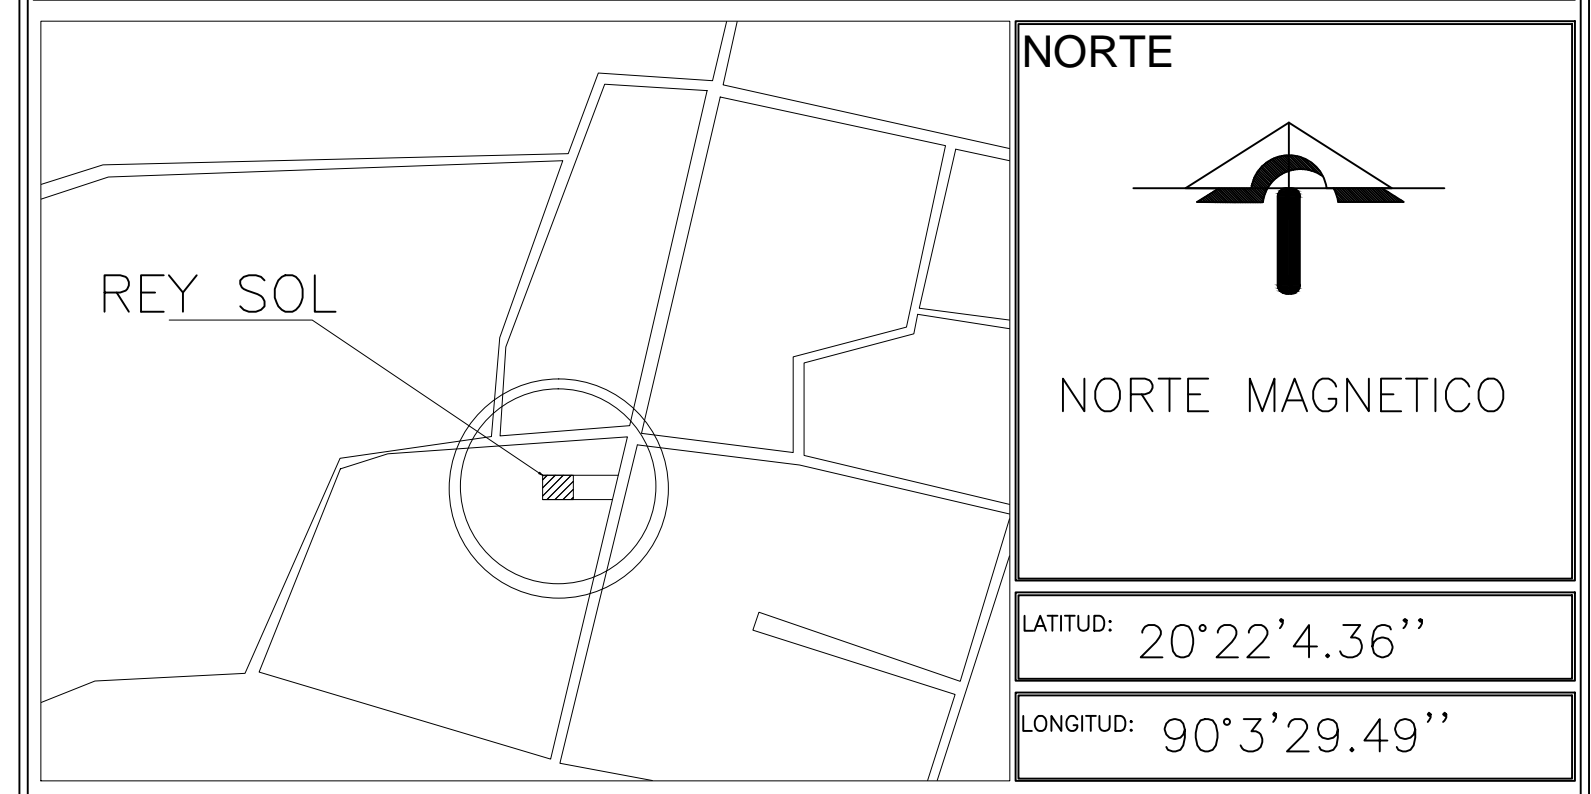 REY SOL
NORTE
NORTE MAGNETICO
LATITUD: 20°22'4.36''
LONGITUD: 90°3'29.49''